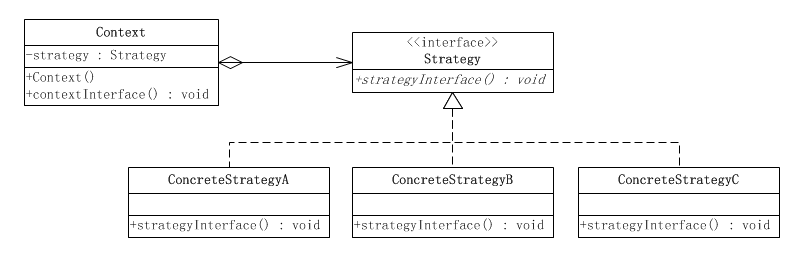 Context
-strategy : Strategy
+Context()
+contextInterface() : void
<<interface>>
Strategy
+strategyInterface() : void
ConcreteStrategyA
+strategyInterface() : void
ConcreteStrategyB
+strategyInterface() : void
ConcreteStrategyC
+strategyInterface() : void